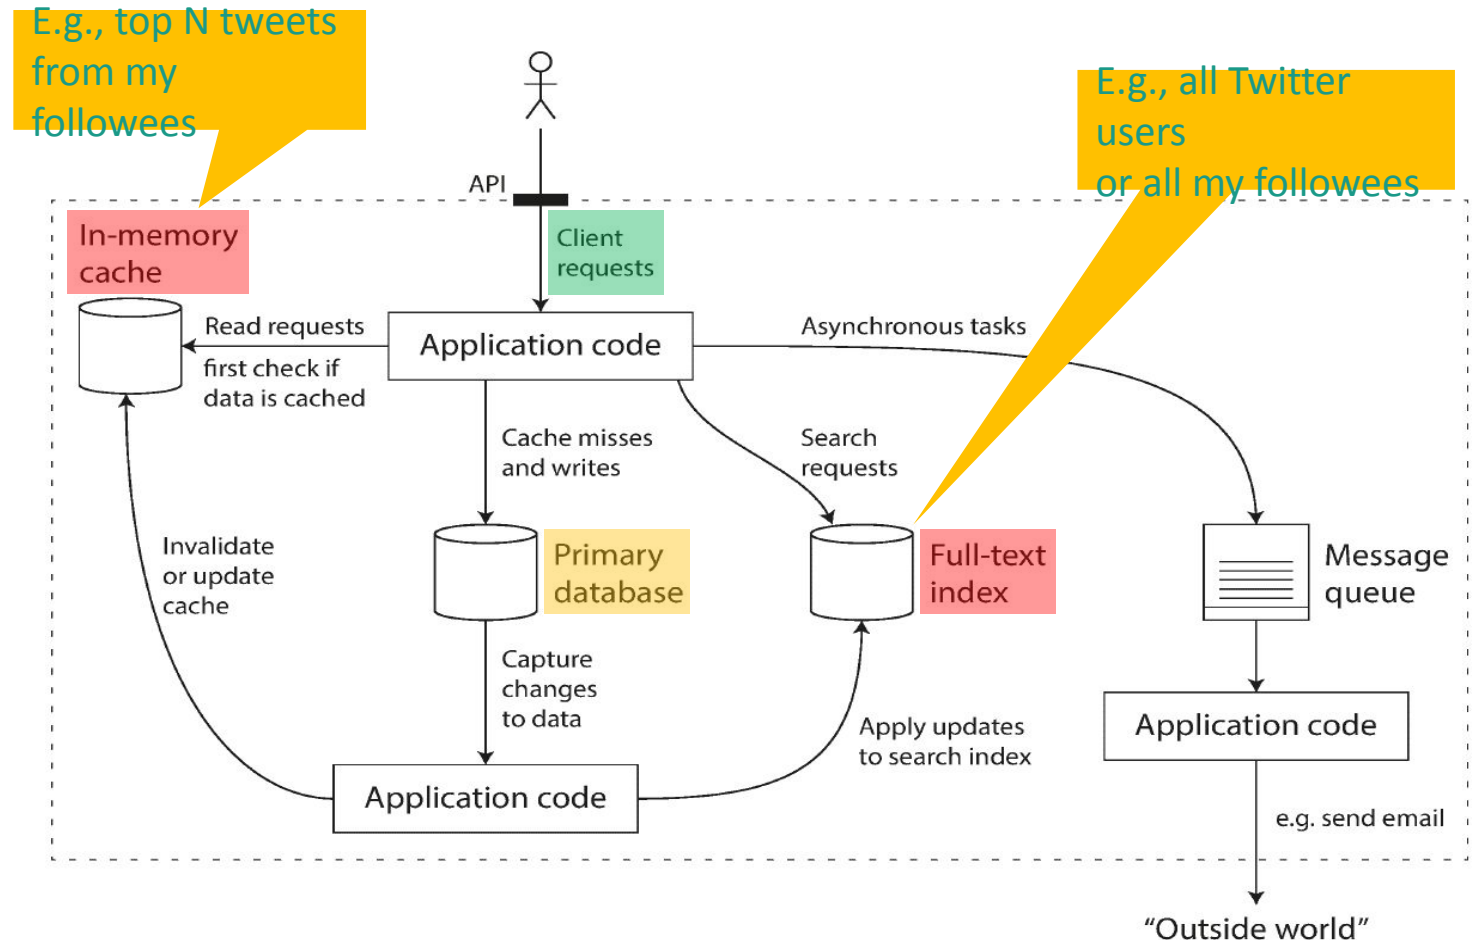 E.g., top N tweets
from my
followees
E.g., all Twitter
users
or all my followees
API
In-memory
cache
Client
requests
Read requests
first check if
data is cached
Application code
Asynchronous tasks
Cache misses
and writes
Search
requests
Invalidate
or update
cache
Primary
database
Full-text
index
Message
queue
Capture
changes
to data
Apply updates
to search index
Application code
Application code
e.g. send email
“Outside world”